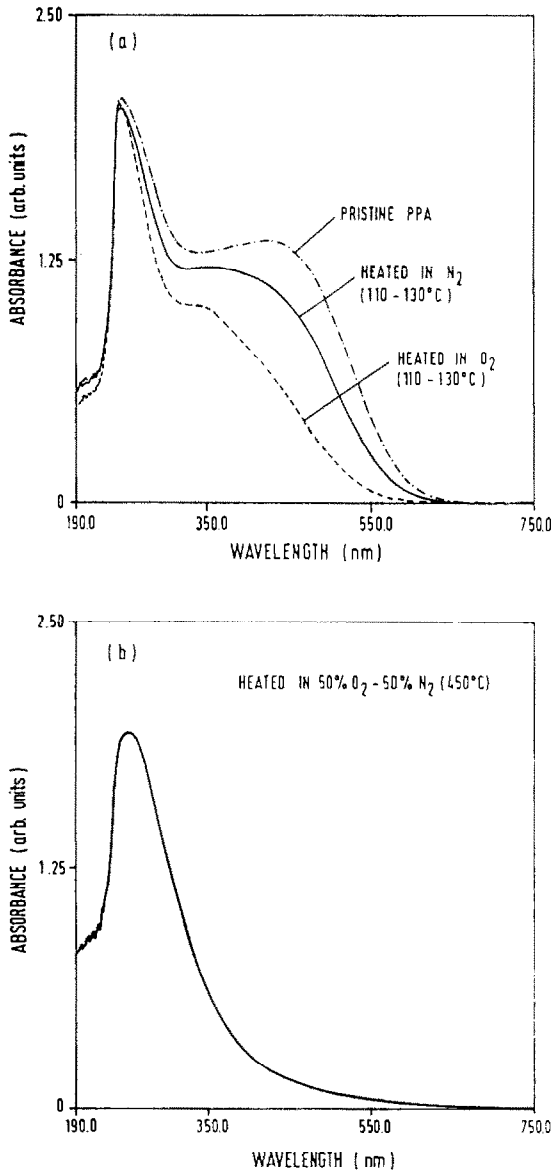 2.50
(a)
ABSORBANCE (arb. units)
PRISTINE PPA
1.25
HEATED IN N2
(110 - 130°C)
HEATED IN O2
(110 - 130°C)
0
190.0
350.0
550.0
750.0
WAVELENGTH (nm)
2.50
(b)
HEATED IN 50% O2 - 50% N2 (450°C)
ABSORBANCE (arb. units)
1.25
0
190.0
350.0
550.0
750.0
WAVELENGTH (nm)